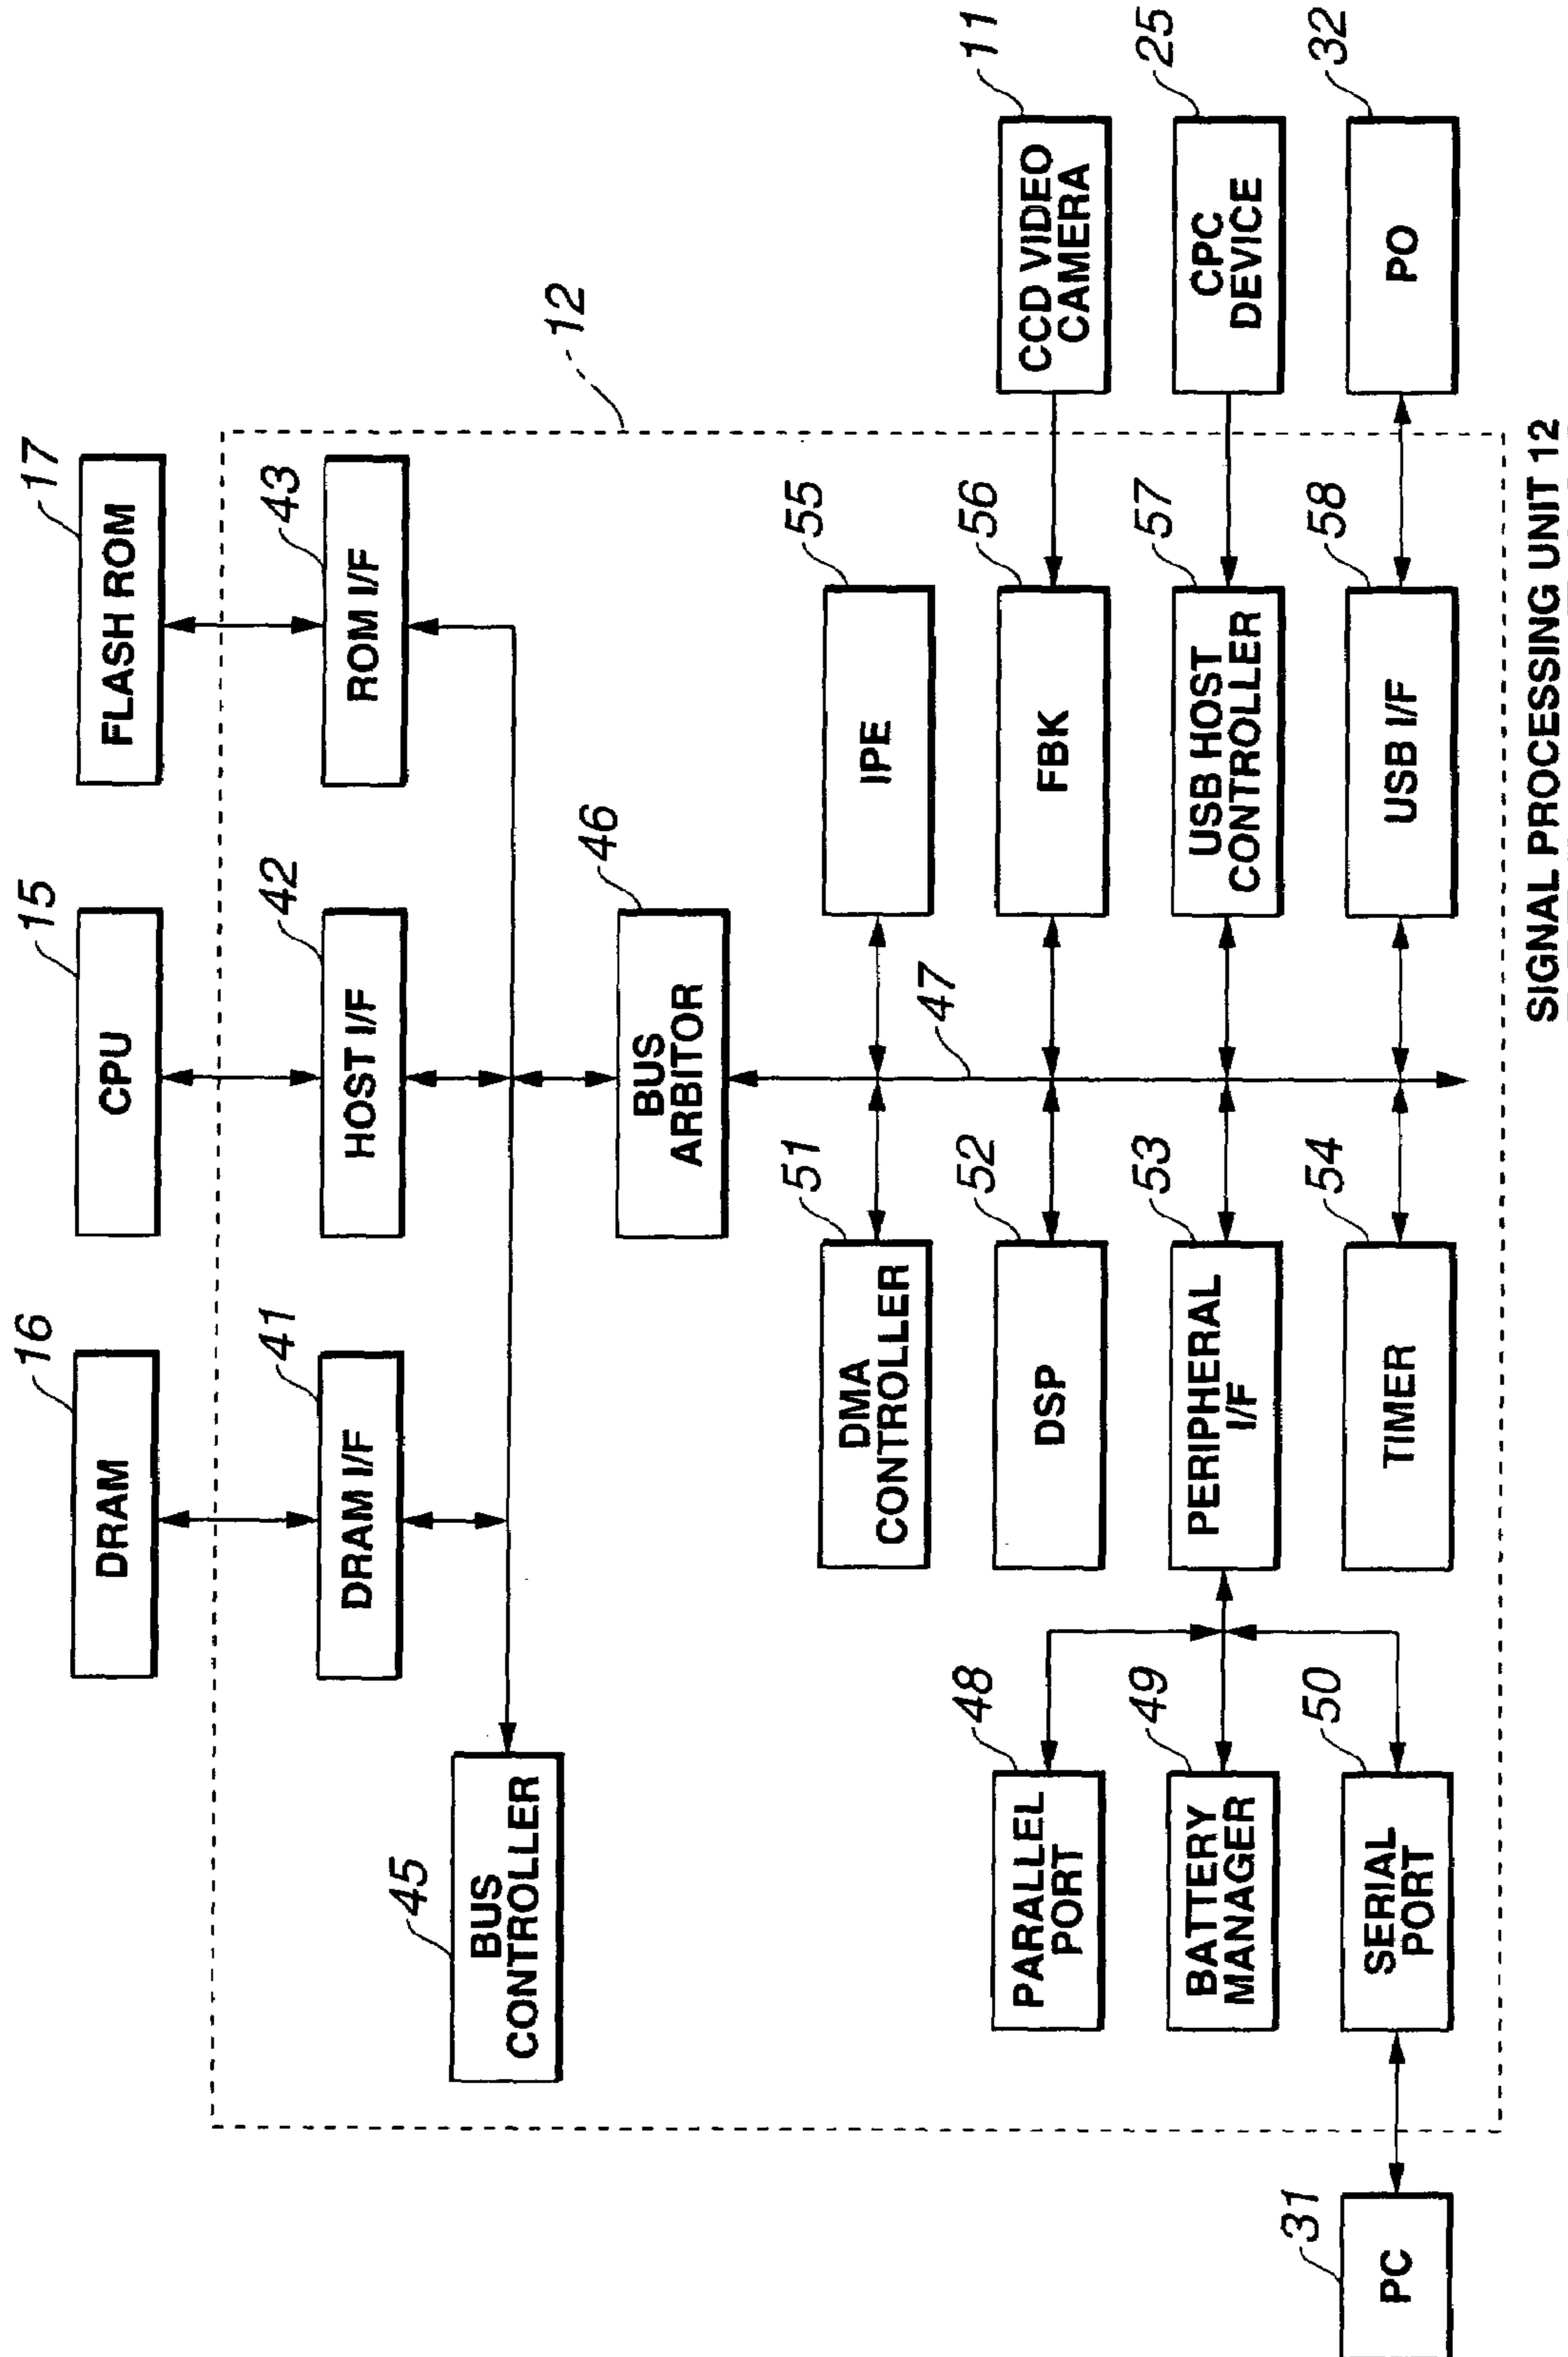 16
15
17
DRAM
CPU
FLASH ROM
12
41
42
43
DRAM I/F
HOST I/F
ROM I/F
45
BUS
CONTROLLER
46
BUS
ARBITOR
47
51
55
DMA
CONTROLLER
IPE
48
52
56
11
PARALLEL
PORT
DSP
FBK
CCD VIDEO
CAMERA
49
53
57
25
BATTERY
MANAGER
PERIPHERAL
I/F
USB HOST
CONTROLLER
CPC
DEVICE
31
50
54
58
32
PC
SERIAL
PORT
TIMER
USB I/F
PO
SIGNAL PROCESSING UNIT 12